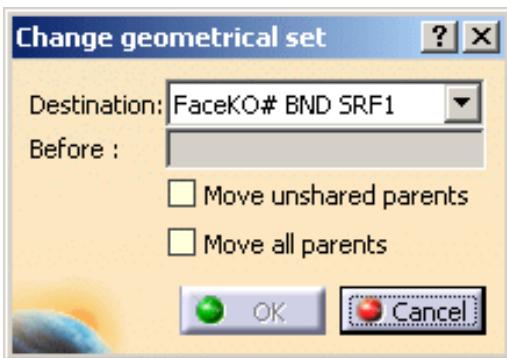 Change geometrical set
Destination: FaceKO# BND SRF1
Before :
Move unshared parents
Move all parents
OK Cancel